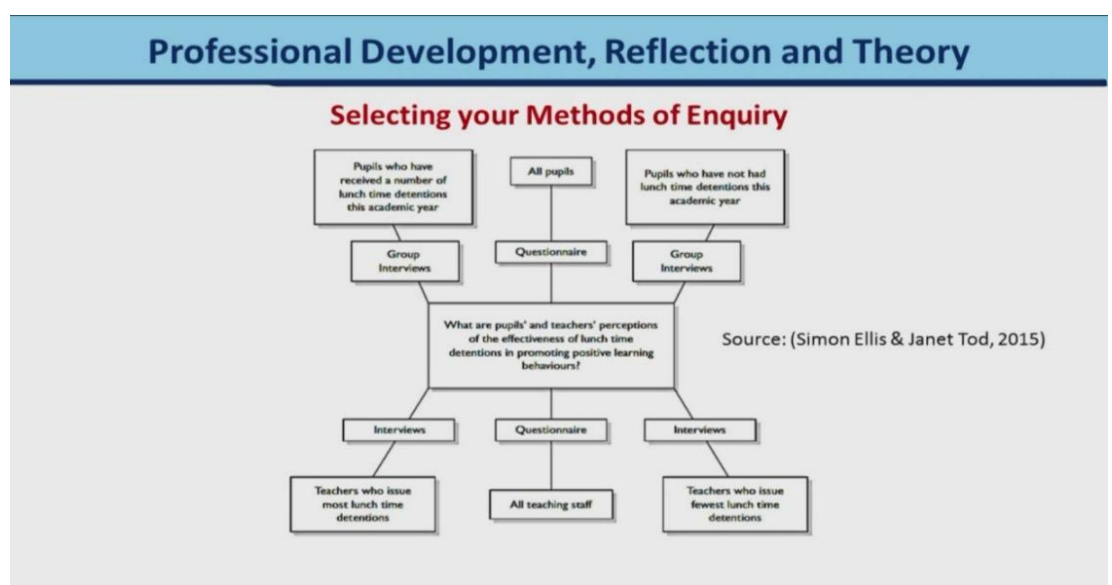 Professional Development, Reflection and Theory
Selecting your Methods of Enquiry
Pupils who have
received a number of
lunch time detentions
this academic year
All pupils
Pupils who have not had
lunch time detentions this
academic year
Group
Interviews
Questionnaire
Group
Interviews
What are pupils' and teachers' perceptions
of the effectiveness of lunch time
detentions in promoting positive learning
behaviours?
Source: (Simon Ellis & Janet Tod, 2015)
Interviews
Questionnaire
Interviews
Teachers who issue
most lunch time
detentions
All teaching staff
Teachers who issue
fewest lunch time
detentions